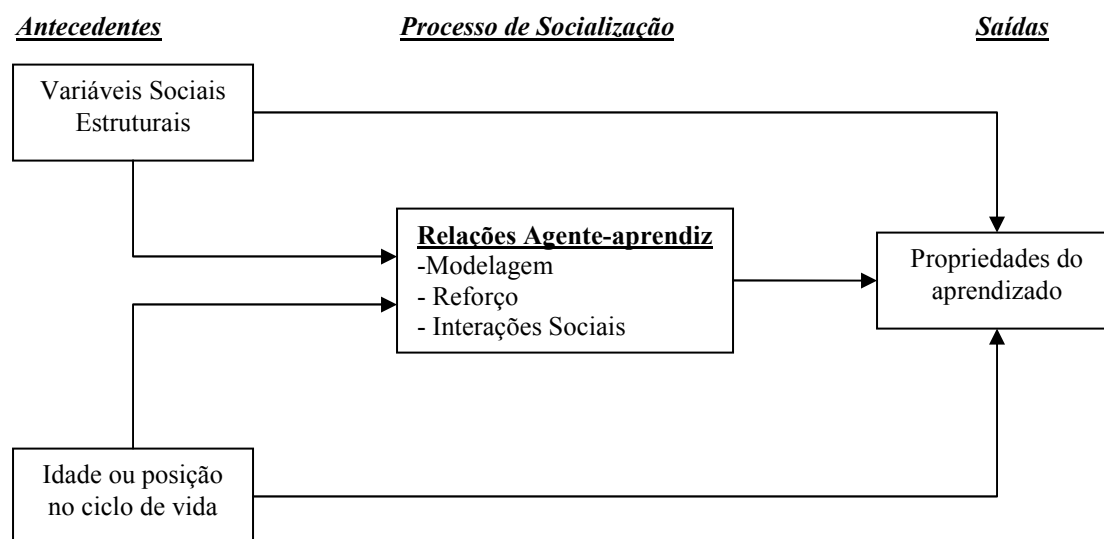 Antecedentes
Processo de Socialização
Saídas
Variáveis Sociais
Estruturais
Relações Agente-aprendiz
-Modelagem
- Reforço
- Interações Sociais
Propriedades do
aprendizado
Idade ou posição
no ciclo de vida